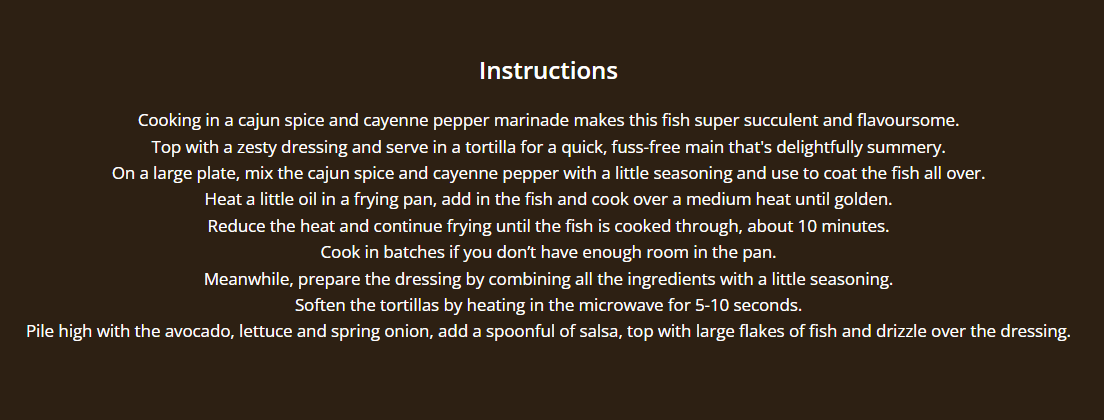 Instructions
Cooking in a cajun spice and cayenne pepper marinade makes this fish super succulent and flavoursome.
Top with a zesty dressing and serve in a tortilla for a quick, fuss-free main that's delightfully summery.
On a large plate, mix the cajun spice and cayenne pepper with a little seasoning and use to coat the fish all over.
Heat a little oil in a frying pan, add in the fish and cook over a medium heat until golden.
Reduce the heat and continue frying until the fish is cooked through, about 10 minutes.
Cook in batches if you don’t have enough room in the pan.
Meanwhile, prepare the dressing by combining all the ingredients with a little seasoning.
Soften the tortillas by heating in the microwave for 5-10 seconds.
Pile high with the avocado, lettuce and spring onion, add a spoonful of salsa, top with large flakes of fish and drizzle over the dressing.